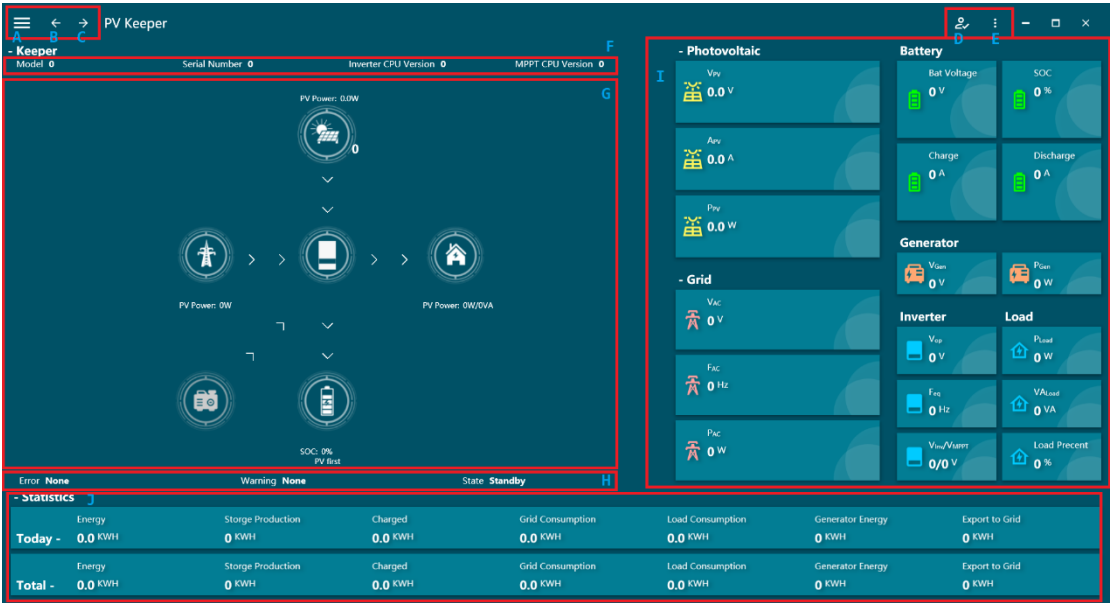 PV Keeper
A B C D E
- Keeper F
Model 0 Serial Number 0 Inverter CPU Version 0 MPPT CPU Version 0
G
PV Power: 0.0W
0
PV Power: 0W
PV Power: 0W/0VA
SOC: 0%
PV first
Error None Warning None State Standby H
I
- Photovoltaic
VPV
0.0 V
APV
0.0 A
PPV
0.0 W
- Grid
VAC
0 V
FAC
0 Hz
PAC
0 W
Battery
Bat Voltage SOC
0 V 0 %
Charge Discharge
0 A 0 A
Generator
VGen PGen
0 V 0 W
Inverter Load
Vop PLoad
0 V 0 W
Feq VALoad
0 Hz 0 VA
VInv/VMPPT Load Precent
0/0 V 0 %
- Statistics J
Energy Storge Production Charged Grid Consumption Load Consumption Generator Energy Export to Grid
Today - 0.0 KWH 0 KWH 0.0 KWH 0.0 KWH 0.0 KWH 0 KWH 0 KWH
Energy Storge Production Charged Grid Consumption Load Consumption Generator Energy Export to Grid
Total - 0.0 KWH 0 KWH 0.0 KWH 0.0 KWH 0.0 KWH 0 KWH 0 KWH